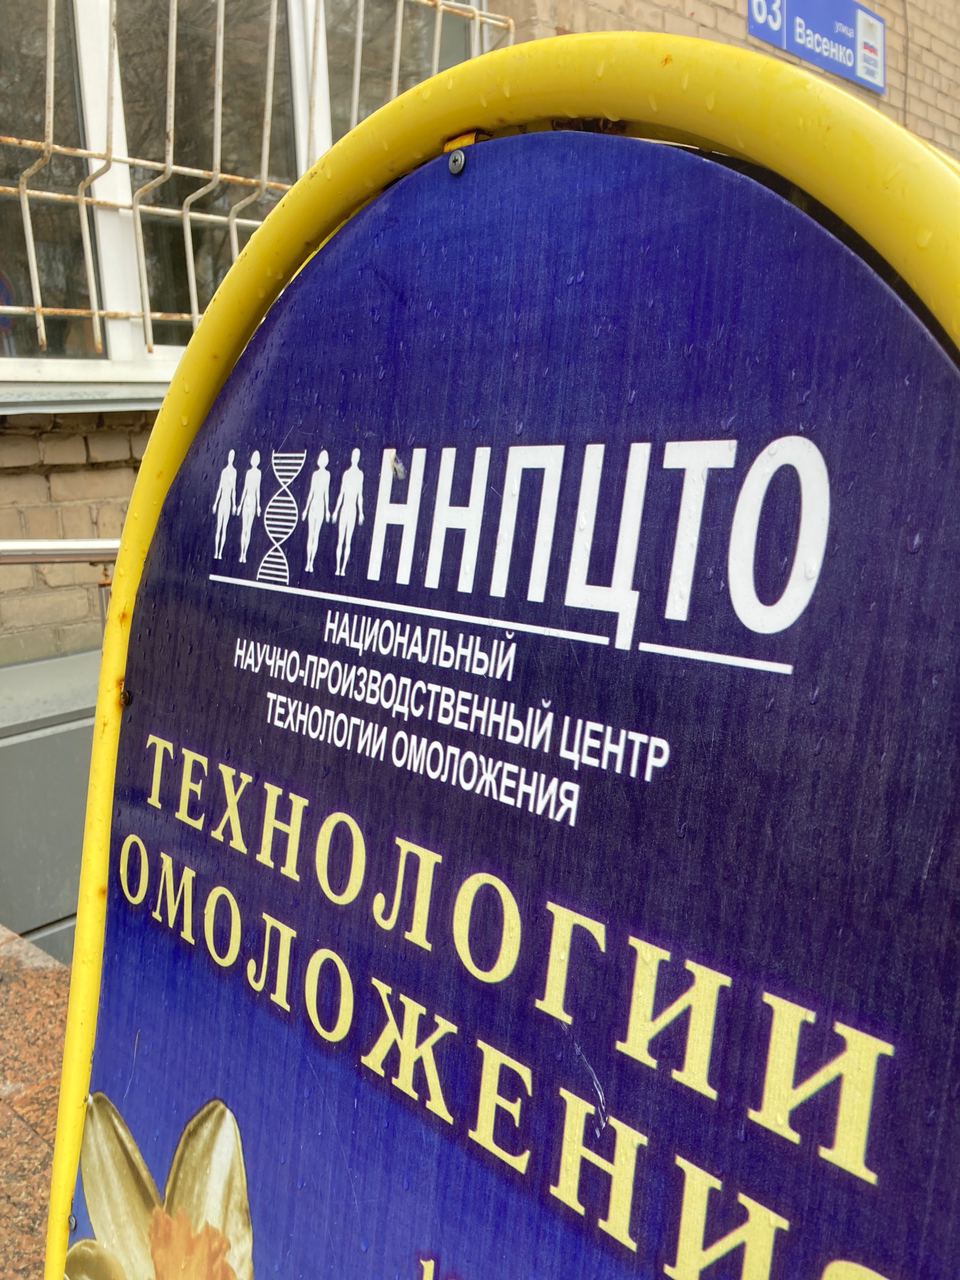 63
улица
Васенко
ННПЦТО
НАЦИОНАЛЬНЫЙ
НАУЧНО-ПРОИЗВОДСТВЕННЫЙ ЦЕНТР
ТЕХНОЛОГИИ ОМОЛОЖЕНИЯ
ТЕХНОЛОГИИ
ОМОЛОЖЕНИЯ